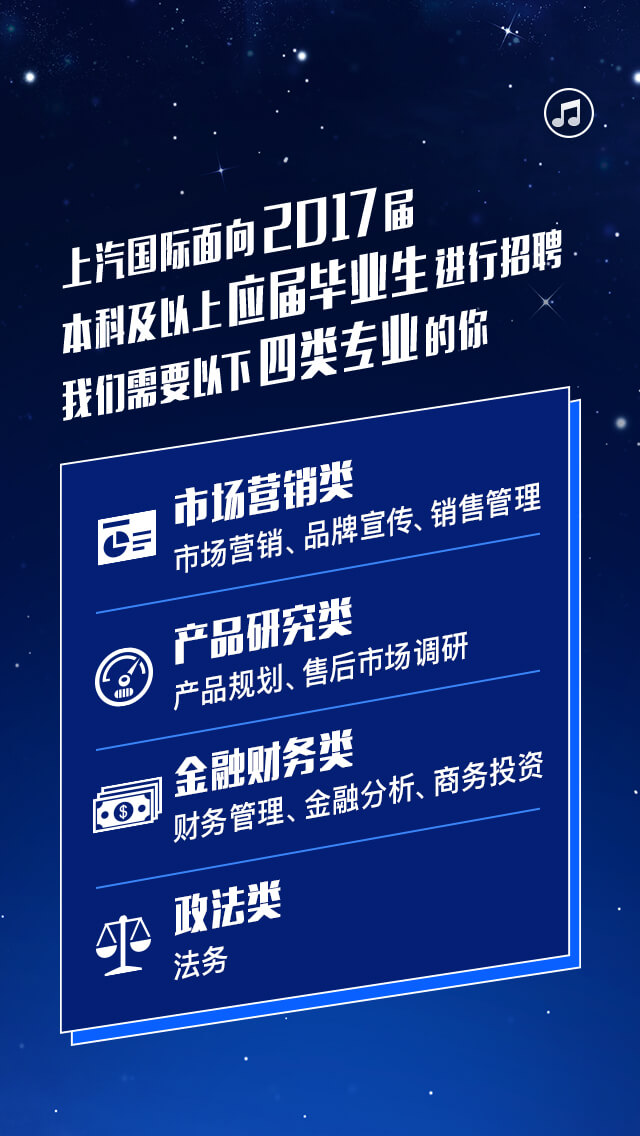 上汽国际面向2017届
本科及以上应届毕业生进行招聘
我们需要以下四类专业的你
市场营销类
市场营销、品牌宣传、销售管理
产品研究类
产品规划、售后市场调研
金融财务类
财务管理、金融分析、商务投资
$
政法类
法务